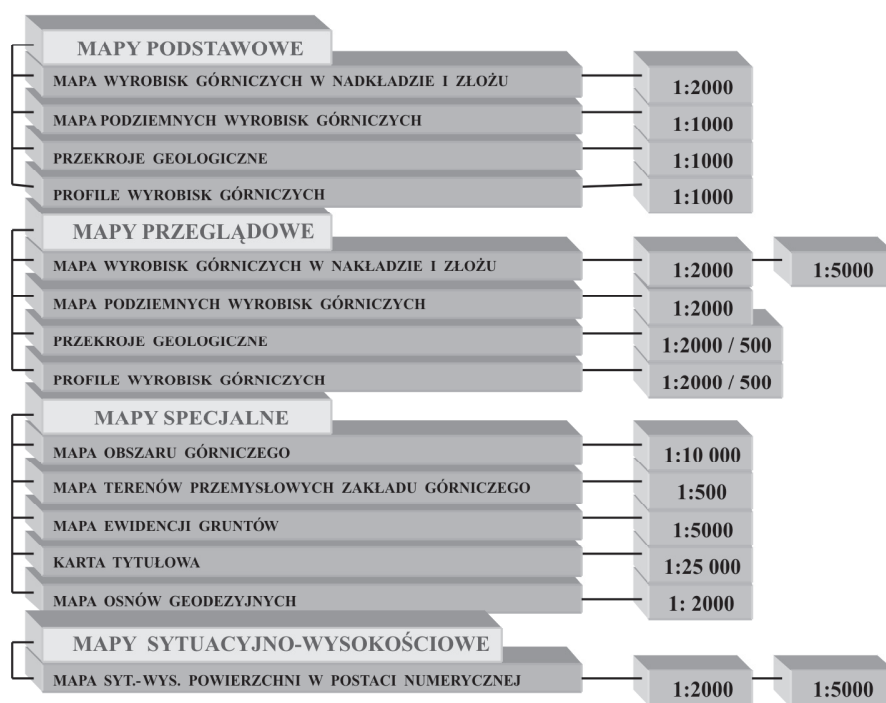 MAPY PODSTAWOWE
MAPA WYROBISK GÓRNICZYCH W NADKŁADZIE I ZŁOŻU 1:2000
MAPA PODZIEMNYCH WYROBISK GÓRNICZYCH 1:1000
PRZEKROJE GEOLOGICZNE 1:1000
PROFILE WYROBISK GÓRNICZYCH 1:1000
MAPY PRZEGLĄDOWE
MAPA WYROBISK GÓRNICZYCH W NAKŁADZIE I ZŁOŻU 1:2000 1:5000
MAPA PODZIEMNYCH WYROBISK GÓRNICZYCH 1:2000
PRZEKROJE GEOLOGICZNE 1:2000 / 500
PROFILE WYROBISK GÓRNICZYCH 1:2000 / 500
MAPY SPECJALNE
MAPA OBSZARU GÓRNICZEGO 1:10 000
MAPA TERENÓW PRZEMYSŁOWYCH ZAKŁADU GÓRNICZEGO 1:500
MAPA EWIDENCJI GRUNTÓW 1:5000
KARTA TYTUŁOWA 1:25 000
MAPA OSNÓW GEODEZYJNYCH 1: 2000
MAPY SYTUACYJNO-WYSOKOŚCIOWE
MAPA SYT.-WYS. POWIERZCHNI W POSTACI NUMERYCZNEJ 1:2000 1:5000